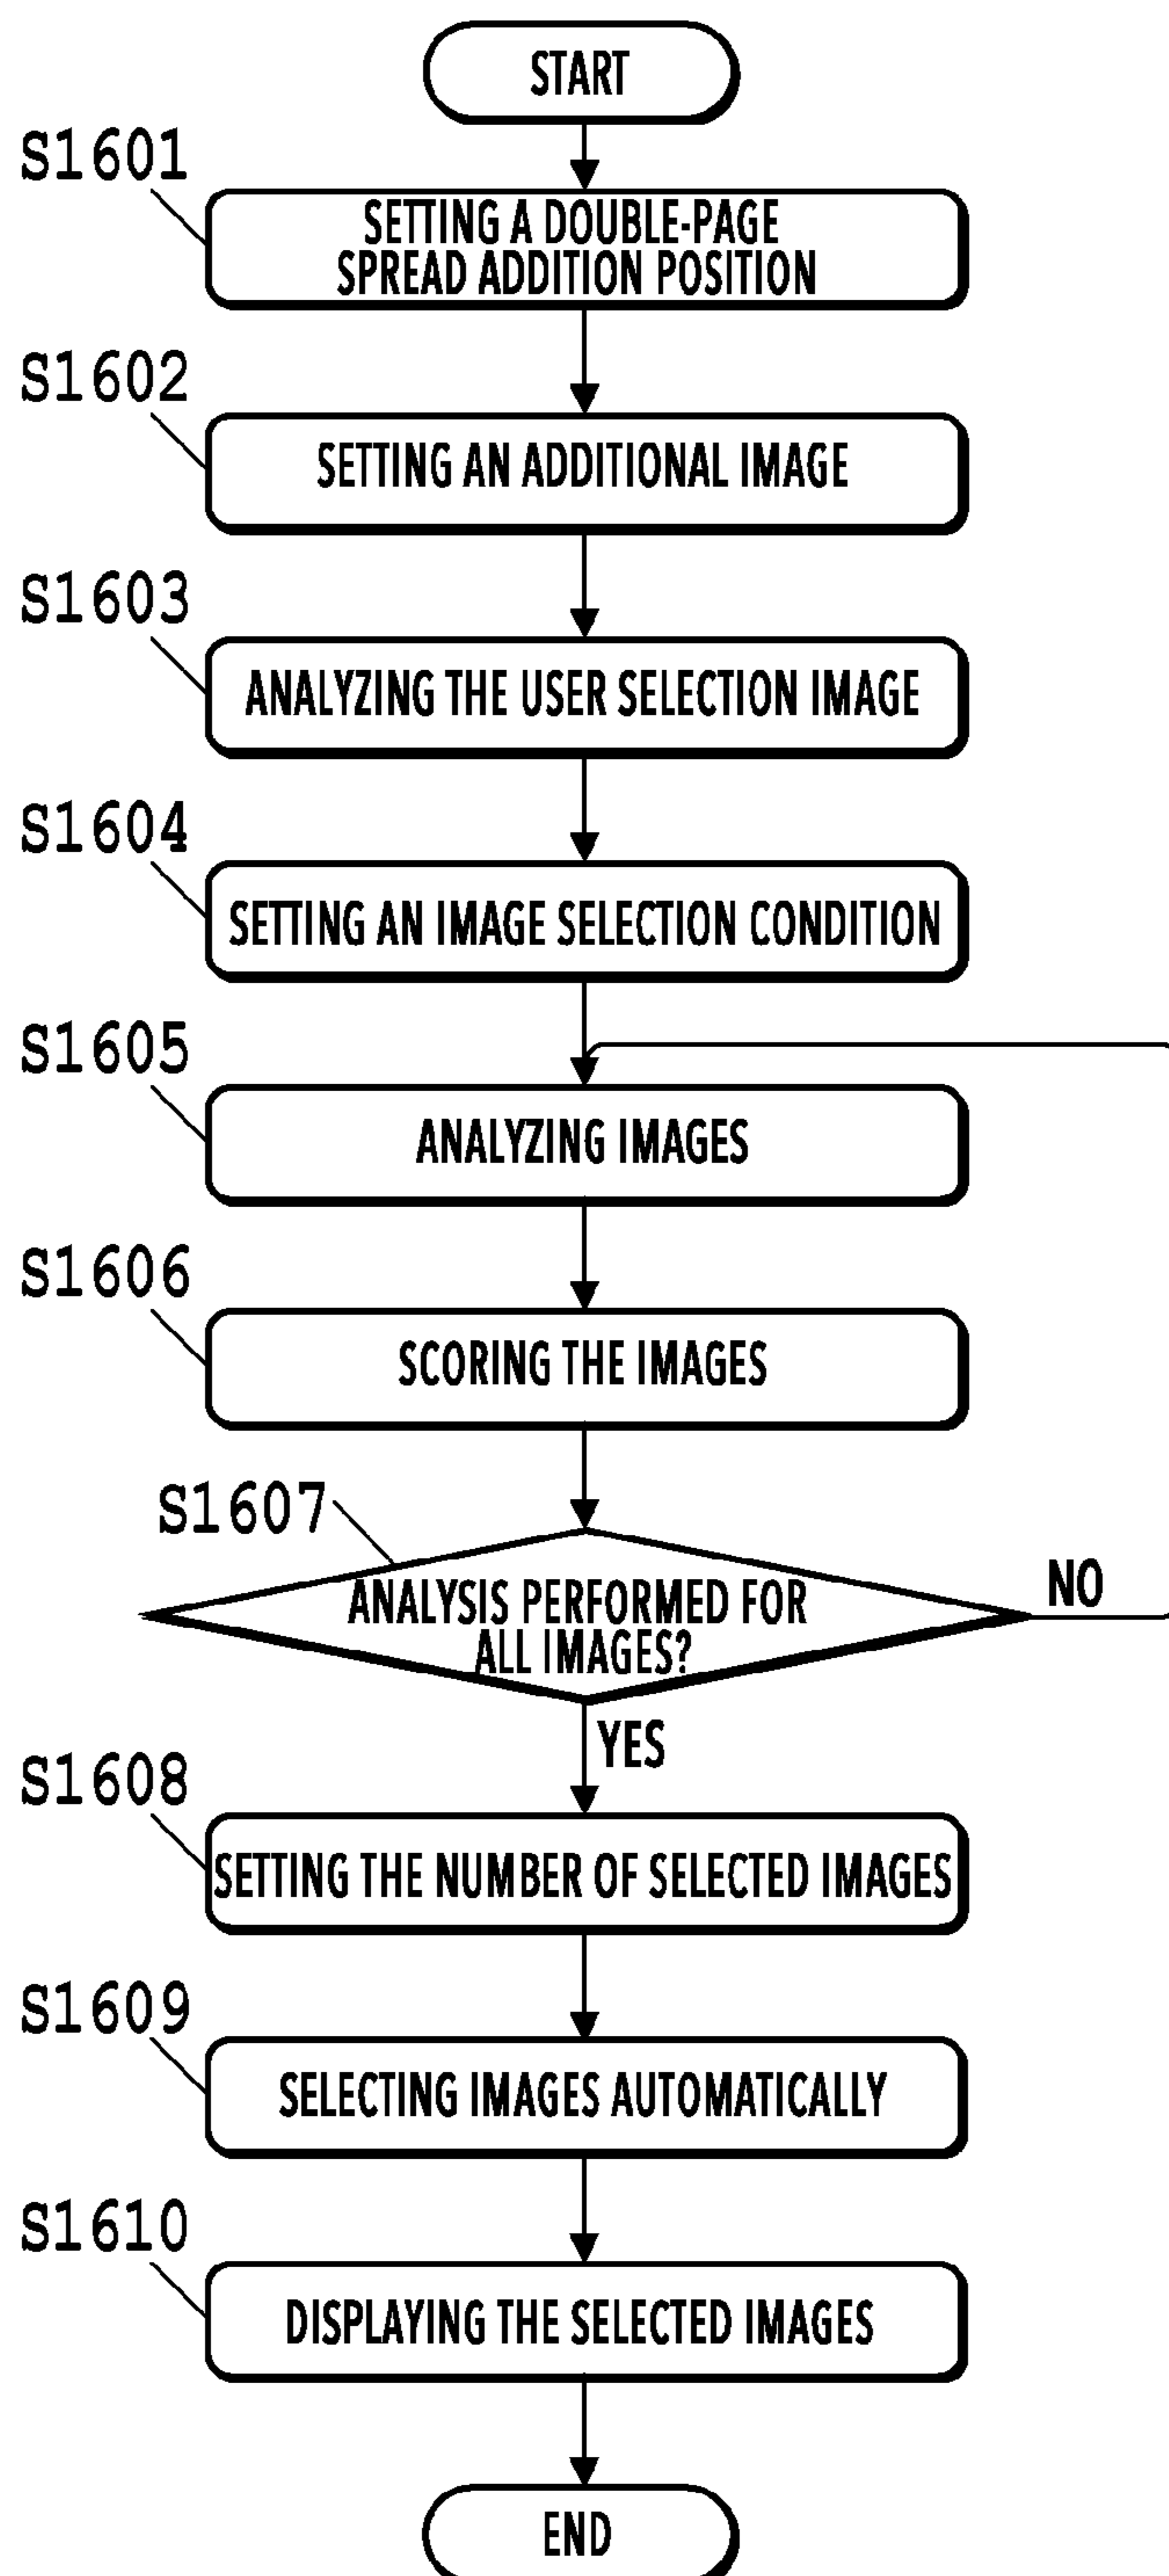 START
S1601
SETTING A DOUBLE-PAGE
SPREAD ADDITION POSITION
S1602
SETTING AN ADDITIONAL IMAGE
S1603
ANALYZING THE USER SELECTION IMAGE
S1604
SETTING AN IMAGE SELECTION CONDITION
S1605
ANALYZING IMAGES
S1606
SCORING THE IMAGES
S1607
ANALYSIS PERFORMED FOR
ALL IMAGES?
NO
YES
S1608
SETTING THE NUMBER OF SELECTED IMAGES
S1609
SELECTING IMAGES AUTOMATICALLY
S1610
DISPLAYING THE SELECTED IMAGES
END